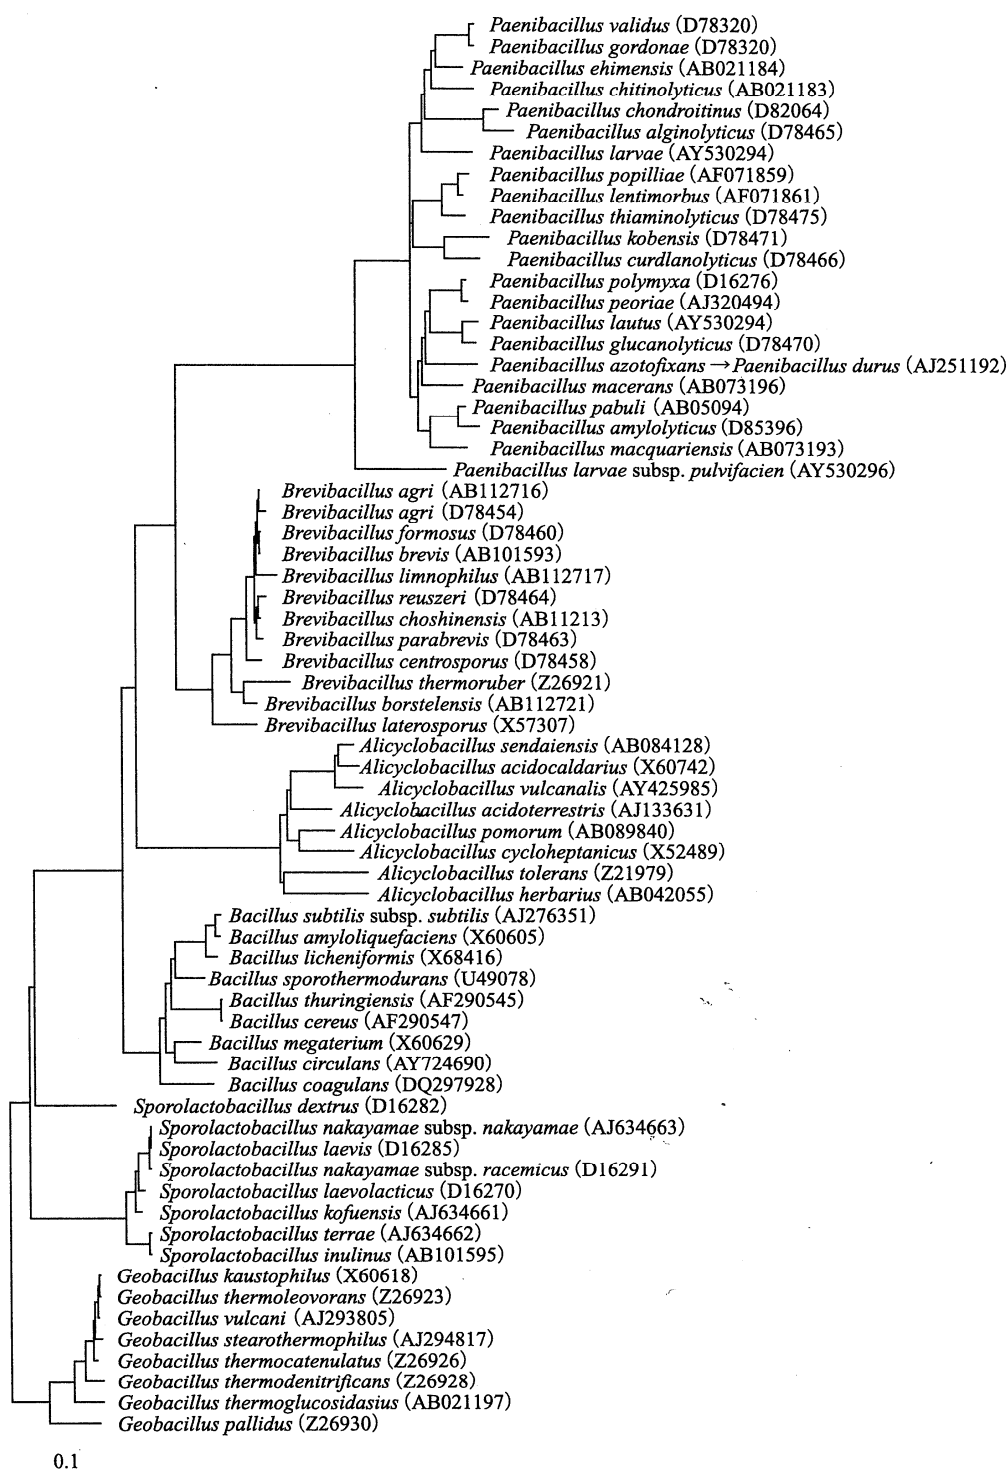 Paenibacillus validus (D78320)
Paenibacillus gordonae (D78320)
Paenibacillus ehimensis (AB021184)
Paenibacillus chitinolyticus (AB021183)
Paenibacillus chondroitinus (D82064)
Paenibacillus alginolyticus (D78465)
Paenibacillus larvae (AY530294)
Paenibacillus popilliae (AF071859)
Paenibacillus lentimorbus (AF071861)
Paenibacillus thiaminolyticus (D78475)
Paenibacillus kobensis (D78471)
Paenibacillus curdlanolyticus (D78466)
Paenibacillus polymyxa (D16276)
Paenibacillus peoriae (AJ320494)
Paenibacillus lautus (AY530294)
Paenibacillus glucanolyticus (D78470)
Paenibacillus azotofixans → Paenibacillus durus (AJ251192)
Paenibacillus macerans (AB073196)
Paenibacillus pabuli (AB05094)
Paenibacillus amylolyticus (D85396)
Paenibacillus macquariensis (AB073193)
Paenibacillus larvae subsp. pulvifacien (AY530296)
Brevibacillus agri (AB112716)
Brevibacillus agri (D78454)
Brevibacillus formosus (D78460)
Brevibacillus brevis (AB101593)
Brevibacillus limnophilus (AB112717)
Brevibacillus reuszeri (D78464)
Brevibacillus choshinensis (AB11213)
Brevibacillus parabrevis (D78463)
Brevibacillus centrosporus (D78458)
Brevibacillus thermoruber (Z26921)
Brevibacillus borstelensis (AB112721)
Brevibacillus laterosporus (X57307)
Alicyclobacillus sendaiensis (AB084128)
Alicyclobacillus acidocaldarius (X60742)
Alicyclobacillus vulcanalis (AY425985)
Alicyclobacillus acidoterrestris (AJ133631)
Alicyclobacillus pomorum (AB089840)
Alicyclobacillus cycloheptanicus (X52489)
Alicyclobacillus tolerans (Z21979)
Alicyclobacillus herbarius (AB042055)
Bacillus subtilis subsp. subtilis (AJ276351)
Bacillus amyloliquefaciens (X60605)
Bacillus licheniformis (X68416)
Bacillus sporothermodurans (U49078)
Bacillus thuringiensis (AF290545)
Bacillus cereus (AF290547)
Bacillus megaterium (X60629)
Bacillus circulans (AY724690)
Bacillus coagulans (DQ297928)
Sporolactobacillus dextrus (D16282)
Sporolactobacillus nakayamae subsp. nakayamae (AJ634663)
Sporolactobacillus laevis (D16285)
Sporolactobacillus nakayamae subsp. racemicus (D16291)
Sporolactobacillus laevolacticus (D16270)
Sporolactobacillus kofuensis (AJ634661)
Sporolactobacillus terrae (AJ634662)
Sporolactobacillus inulinus (AB101595)
Geobacillus kaustophilus (X60618)
Geobacillus thermoleovorans (Z26923)
Geobacillus vulcani (AJ293805)
Geobacillus stearothermophilus (AJ294817)
Geobacillus thermocatenulatus (Z26926)
Geobacillus thermodenitrificans (Z26928)
Geobacillus thermoglucosidasius (AB021197)
Geobacillus pallidus (Z26930)
0.1